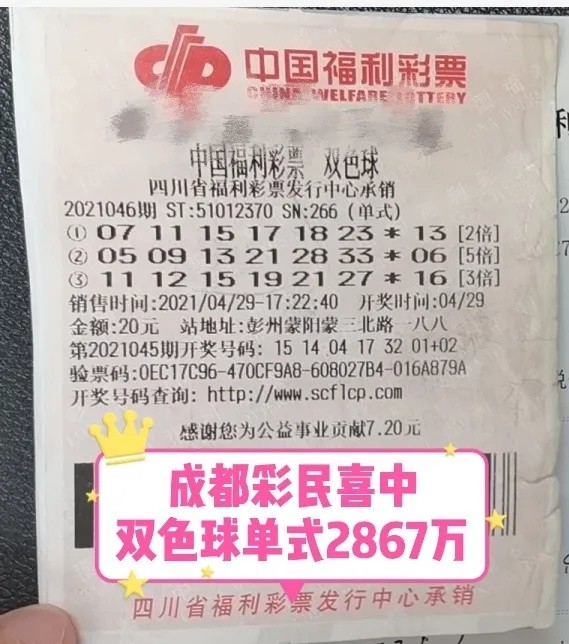 中国福利彩票
CHINA WELFARE LOTTERY
中国福利彩票 双色球
四川省福利彩票发行中心承销
2021046期 ST:51012370 SN:266 (单式)
① 07 11 15 17 18 23 * 13 [2倍]
② 05 09 13 21 28 33 * 06 [5倍]
③ 11 12 15 19 21 27 * 16 [3倍]
销售时间:2021/04/29-17:22:40 开奖时间:04/29
金额:20元 站地址:彭州蒙阳蒙三北路一八八
第2021045期开奖号码: 15 14 04 17 32 01+02
验票码:0EC17C96-470CF9A8-608027B4-016A879A
开奖号码查询: http://www.scflcp.com
感谢您为公益事业贡献7.20元
成都彩民喜中
双色球单式2867万
四川省福利彩票发行中心承销